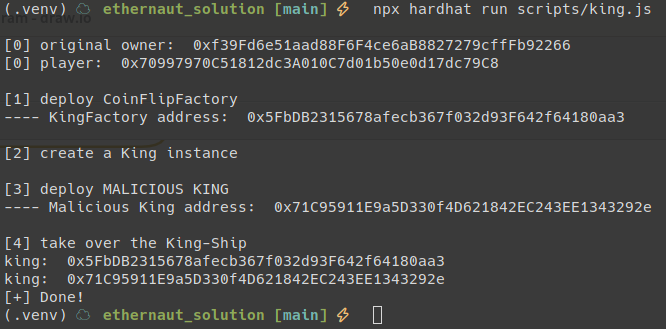 (.venv) ethernaut_solution [main] npx hardhat run scripts/king.js
[0] original owner: 0xf39Fd6e51aad88F6F4ce6aB8827279cffFb92266
[0] player: 0x70997970C51812dc3A010C7d01b50e0d17dc79C8
[1] deploy CoinFlipFactory
---- KingFactory address: 0x5FbDB2315678afecb367f032d93F642f64180aa3
[2] create a King instance
[3] deploy MALICIOUS KING
---- Malicious King address: 0x71C95911E9a5D330f4D621842EC243EE1343292e
[4] take over the King-Ship
king: 0x5FbDB2315678afecb367f032d93F642f64180aa3
king: 0x71C95911E9a5D330f4D621842EC243EE1343292e
[+] Done!
(.venv) ethernaut_solution [main]